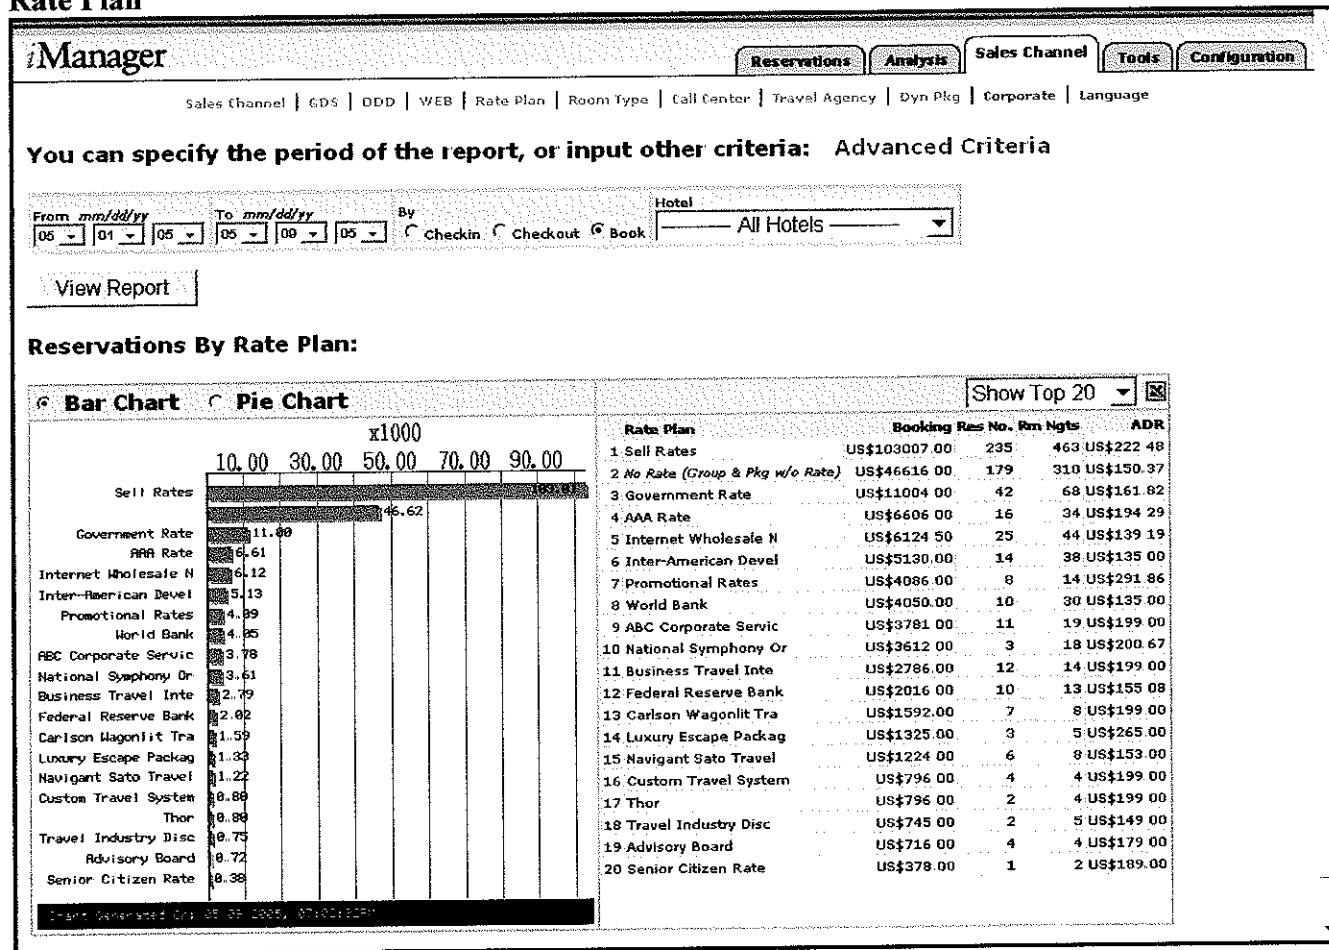 Rate Plan
iManager
Reservations Analysis Sales Channel Tools Configuration
Sales Channel | GDS | ODD | WEB | Rate Plan | Room Type | Call Center | Travel Agency | Dyn Pkg | Corporate | Language
You can specify the period of the report, or input other criteria: Advanced Criteria
From mm/dd/yy To mm/dd/yy By Hotel
05 01 05 05 09 05 Checkin Checkout Book All Hotels
View Report
Reservations By Rate Plan:
Bar Chart Pie Chart
x1000
10.00 30.00 50.00 70.00 90.00
Sell Rates 103.01
46.62
Government Rate 11.00
AAA Rate 6.61
Internet Wholesale N 6.12
Inter-American Devel 5.13
Promotional Rates 4.09
World Bank 4.05
ABC Corporate Servic 3.78
National Symphony Or 3.61
Business Travel Inte 2.79
Federal Reserve Bank 2.02
Carlson Wagonlit Tra 1.59
Luxury Escape Packag 1.33
Navigant Sato Travel 1.22
Custom Travel System 0.80
Thor 0.80
Travel Industry Disc 0.75
Advisory Board 0.72
Senior Citizen Rate 0.38
Chart Generated On: 05-09-2005,
Show Top 20
Rate Plan Booking Res No. Rm Ngts ADR
1 Sell Rates US$103007.00 235 463 US$222 48
2 No Rate (Group & Pkg w/o Rate) US$46616 00 179 310 US$150.37
3 Government Rate US$11004 00 42 68 US$161.82
4 AAA Rate US$6606 00 16 34 US$194 29
5 Internet Wholesale N US$6124 50 25 44 US$139 19
6 Inter-American Devel US$5130.00 14 38 US$135 00
7 Promotional Rates US$4086 00 8 14 US$291.86
8 World Bank US$4050.00 10 30 US$135.00
9 ABC Corporate Servic US$3781 00 11 19 US$199.00
10 National Symphony Or US$3612 00 3 18 US$200.67
11 Business Travel Inte US$2786.00 12 14 US$199.00
12 Federal Reserve Bank US$2016 00 10 13 US$155 08
13 Carlson Wagonlit Tra US$1592.00 7 8 US$199.00
14 Luxury Escape Packag US$1325.00 3 5 US$265.00
15 Navigant Sato Travel US$1224 00 6 8 US$153.00
16 Custom Travel System US$796 00 4 4 US$199 00
17 Thor US$796 00 2 4 US$199 00
18 Travel Industry Disc US$745 00 2 5 US$149 00
19 Advisory Board US$716 00 4 4 US$179 00
20 Senior Citizen Rate US$378.00 1 2 US$189.00